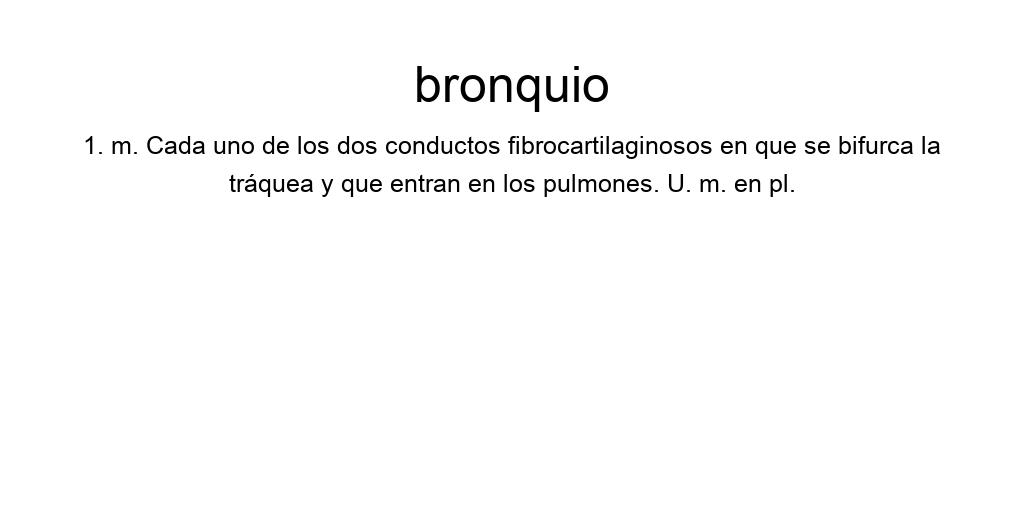 bronquio
1. m. Cada uno de los dos conductos fibrocartilaginosos en que se bifurca la
tráquea y que entran en los pulmones. U. m. en pl.